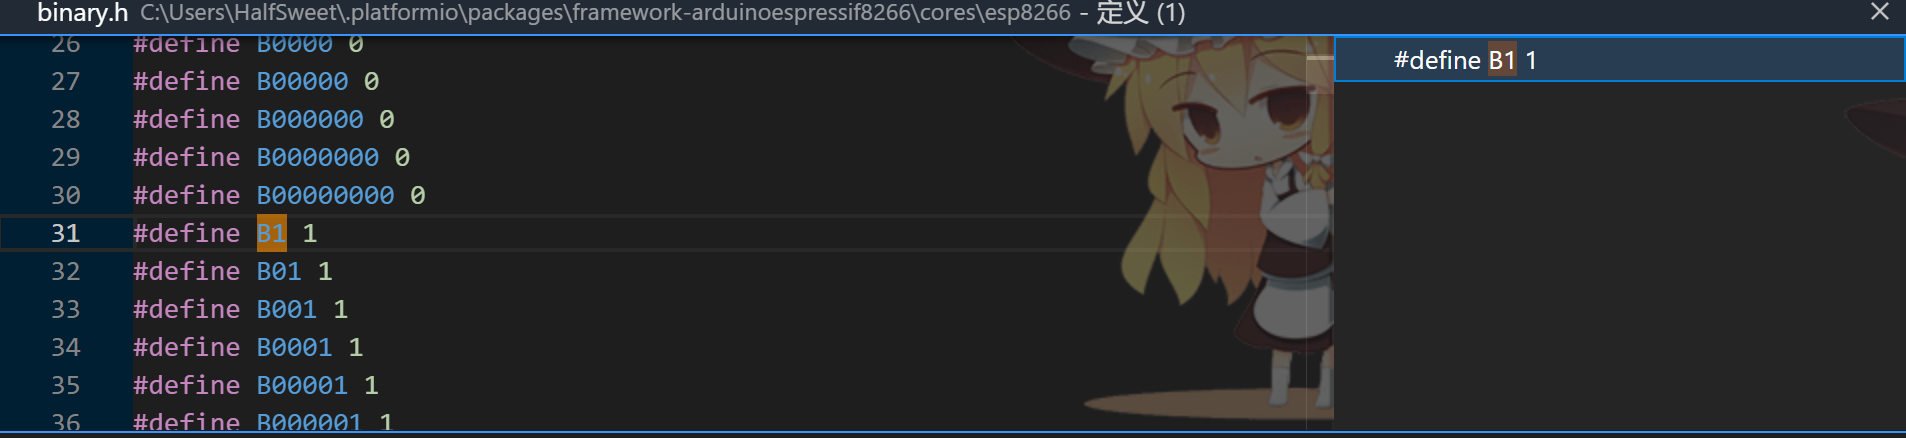 binary.h C:\Users\HalfSweet\.platformio\packages\framework-arduinoespressif8266\cores\esp8266 - 定义 (1)
26 #define B0000 0
27 #define B00000 0
28 #define B000000 0
29 #define B0000000 0
30 #define B00000000 0
31 #define B1 1
32 #define B01 1
33 #define B001 1
34 #define B0001 1
35 #define B00001 1
36 #define B000001 1
#define B1 1